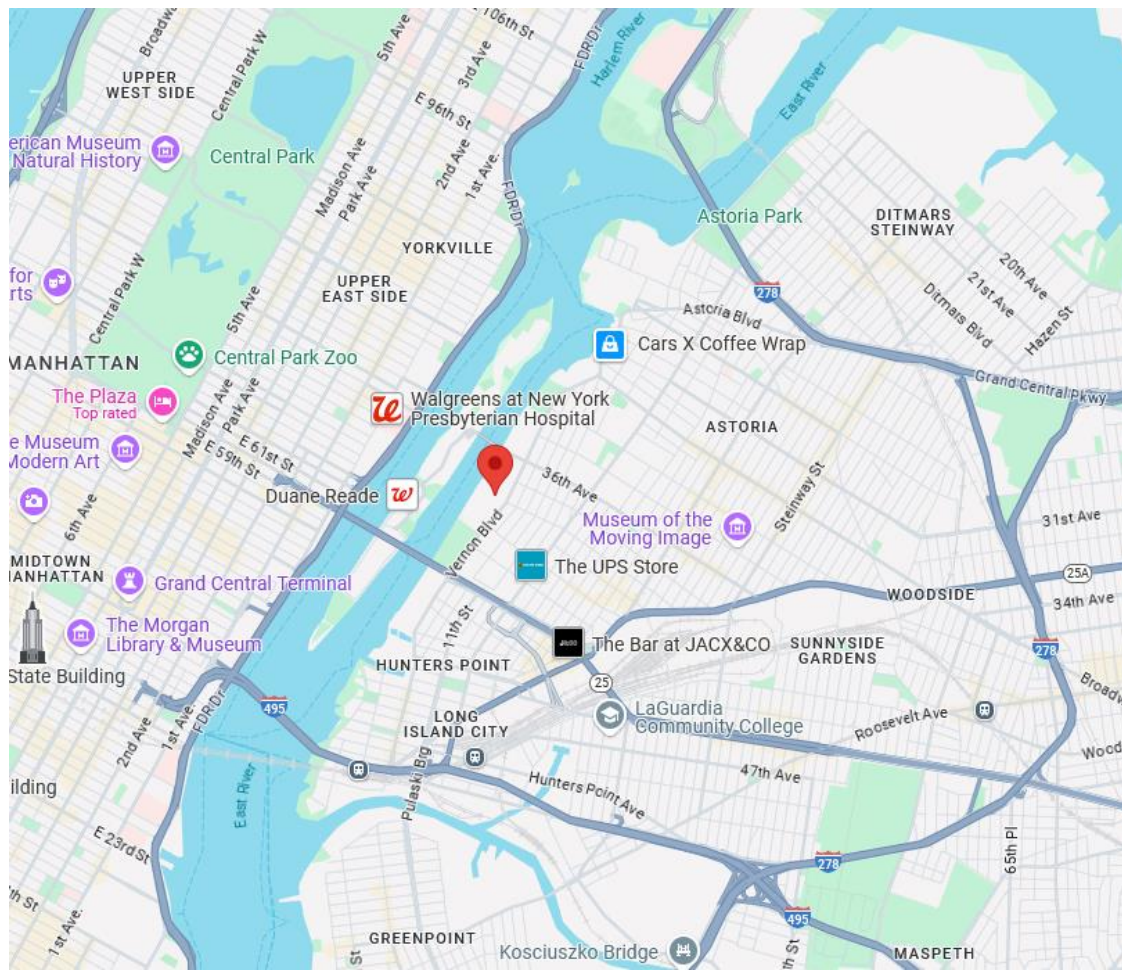 Broadw
106th St
UPPER
WEST SIDE
Central Park W
5th Ave
3rd Ave
FDR Dr
Harlem River
East River
E 96th St
erican Museum
Natural History
Central Park
Madison Ave
Park Ave
2nd Ave
1st Ave.
FDR Dr
Astoria Park
DITMARS
STEINWAY
YORKVILLE
UPPER
EAST SIDE
20th Ave
21st Ave
Ditmars Blvd
Hazen St
for
rts
Central Park W
5th Ave
278
Astoria Blvd
Cars X Coffee Wrap
MANHATTAN
Central Park Zoo
Grand Central Pkwy
The Plaza
Top rated
Madison Ave
Park Ave
Walgreens at New York
Presbyterian Hospital
ASTORIA
e Museum
Modern Art
E 61st St
E 59th St
36th Ave
Steinway St
Duane Reade
6th Ave
Vernon Blvd
Museum of the
Moving Image
31st Ave
MIDTOWN
MANHATTAN
Grand Central Terminal
The UPS Store
25A
WOODSIDE
34th Ave
The Morgan
Library & Museum
11th St
The Bar at JACX&CO
SUNNYSIDE
GARDENS
278
HUNTERS POINT
State Building
25
Broadw
FDR Dr
495
1st Ave.
2nd Ave
LONG
ISLAND CITY
LaGuardia
Community College
Roosevelt Ave
Wood
ilding
East River
Pulaski Brg
47th Ave
Hunters Point Ave
E 23rd St
278
65th Pl
7th St
1st Ave.
GREENPOINT
St
Kosciuszko Bridge
495
th St
MASPETH